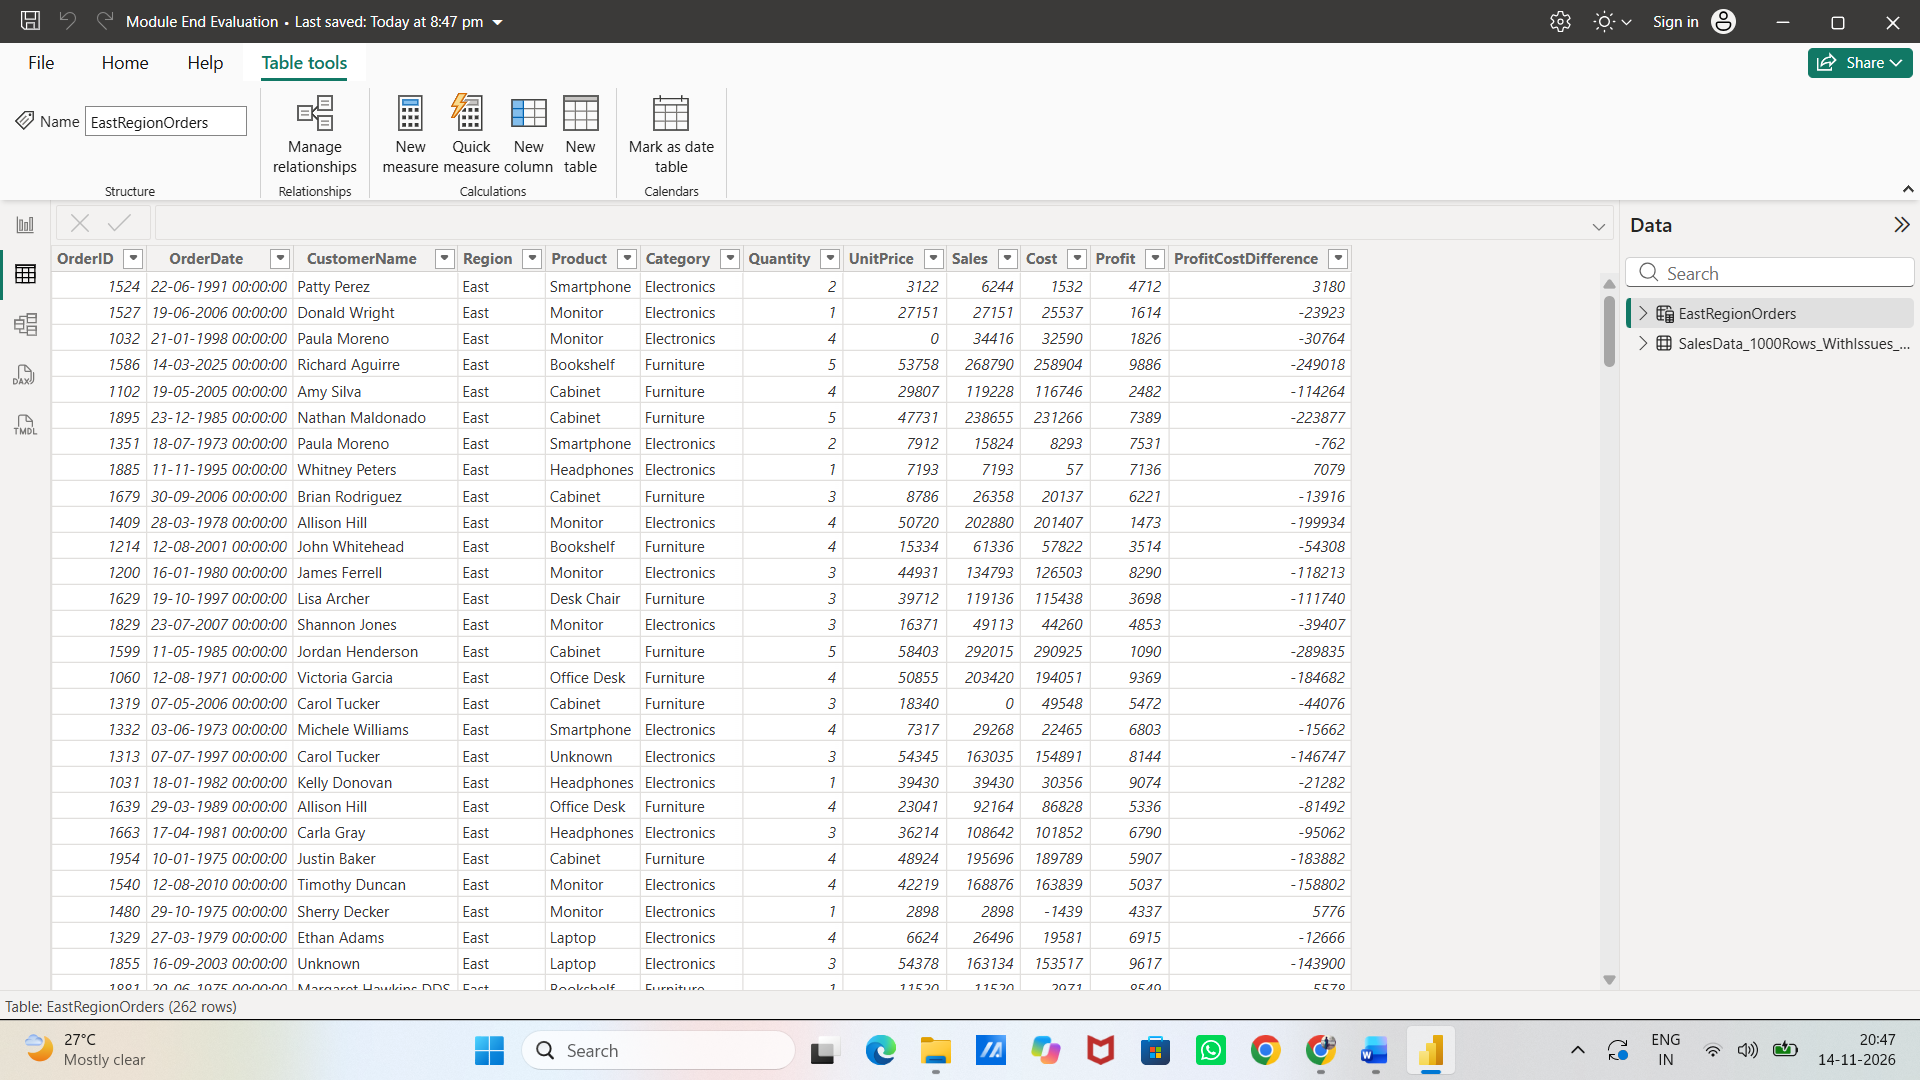 Module End Evaluation • Last saved: Today at 8:47 pm
Sign in
File Home Help Table tools
Share
Name EastRegionOrders
Manage relationships
New measure
Quick measure
New column
New table
Mark as date table
Structure Relationships Calculations Calendars
Data
Search
EastRegionOrders
SalesData_1000Rows_WithIssues_...
DAX
TMDL
OrderID OrderDate CustomerName Region Product Category Quantity UnitPrice Sales Cost Profit ProfitCostDifference
1524 22-06-1991 00:00:00 Patty Perez East Smartphone Electronics 2 3122 6244 1532 4712 3180
1527 19-06-2006 00:00:00 Donald Wright East Monitor Electronics 1 27151 27151 25537 1614 -23923
1032 21-01-1998 00:00:00 Paula Moreno East Monitor Electronics 4 0 34416 32590 1826 -30764
1586 14-03-2025 00:00:00 Richard Aguirre East Bookshelf Furniture 5 53758 268790 258904 9886 -249018
1102 19-05-2005 00:00:00 Amy Silva East Cabinet Furniture 4 29807 119228 116746 2482 -114264
1895 23-12-1985 00:00:00 Nathan Maldonado East Cabinet Furniture 5 47731 238655 231266 7389 -223877
1351 18-07-1973 00:00:00 Paula Moreno East Smartphone Electronics 2 7912 15824 8293 7531 -762
1885 11-11-1995 00:00:00 Whitney Peters East Headphones Electronics 1 7193 7193 57 7136 7079
1679 30-09-2006 00:00:00 Brian Rodriguez East Cabinet Furniture 3 8786 26358 20137 6221 -13916
1409 28-03-1978 00:00:00 Allison Hill East Monitor Electronics 4 50720 202880 201407 1473 -199934
1214 12-08-2001 00:00:00 John Whitehead East Bookshelf Furniture 4 15334 61336 57822 3514 -54308
1200 16-01-1980 00:00:00 James Ferrell East Monitor Electronics 3 44931 134793 126503 8290 -118213
1629 19-10-1997 00:00:00 Lisa Archer East Desk Chair Furniture 3 39712 119136 115438 3698 -111740
1829 23-07-2007 00:00:00 Shannon Jones East Monitor Electronics 3 16371 49113 44260 4853 -39407
1599 11-05-1985 00:00:00 Jordan Henderson East Cabinet Furniture 5 58403 292015 290925 1090 -289835
1060 12-08-1971 00:00:00 Victoria Garcia East Office Desk Furniture 4 50855 203420 194051 9369 -184682
1319 07-05-2006 00:00:00 Carol Tucker East Cabinet Furniture 3 18340 0 49548 5472 -44076
1332 03-06-1973 00:00:00 Michele Williams East Smartphone Electronics 4 7317 29268 22465 6803 -15662
1313 07-07-1997 00:00:00 Carol Tucker East Unknown Electronics 3 54345 163035 154891 8144 -146747
1031 18-01-1982 00:00:00 Kelly Donovan East Headphones Electronics 1 39430 39430 30356 9074 -21282
1639 29-03-1989 00:00:00 Allison Hill East Office Desk Furniture 4 23041 92164 86828 5336 -81492
1663 17-04-1981 00:00:00 Carla Gray East Headphones Electronics 3 36214 108642 101852 6790 -95062
1954 10-01-1975 00:00:00 Justin Baker East Cabinet Furniture 4 48924 195696 189789 5907 -183882
1540 12-08-2010 00:00:00 Timothy Duncan East Monitor Electronics 4 42219 168876 163839 5037 -158802
1480 29-10-1975 00:00:00 Sherry Decker East Monitor Electronics 1 2898 2898 -1439 4337 5776
1329 27-03-1979 00:00:00 Ethan Adams East Laptop Electronics 4 6624 26496 19581 6915 -12666
1855 16-09-2003 00:00:00 Unknown East Laptop Electronics 3 54378 163134 153517 9617 -143900
1881 20-06-1975 00:00:00 Margaret Hawkins DDS East Bookshelf Furniture 1 11520 11520 2971 8549 5578
Table: EastRegionOrders (262 rows)
27°C
Mostly clear
Search
ENG
IN
20:47
14-11-2026